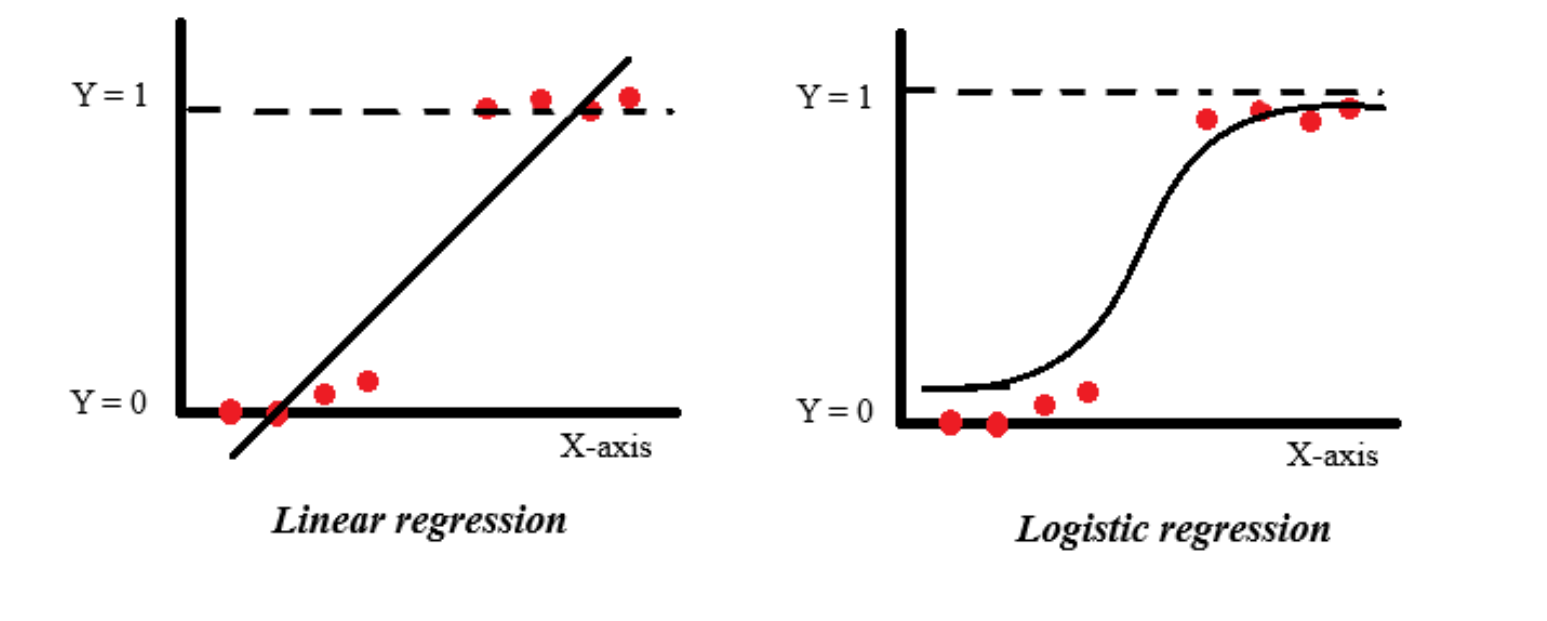 Y = 1
Y = 0
X-axis
Linear regression
Y = 1
Y = 0
X-axis
Logistic regression